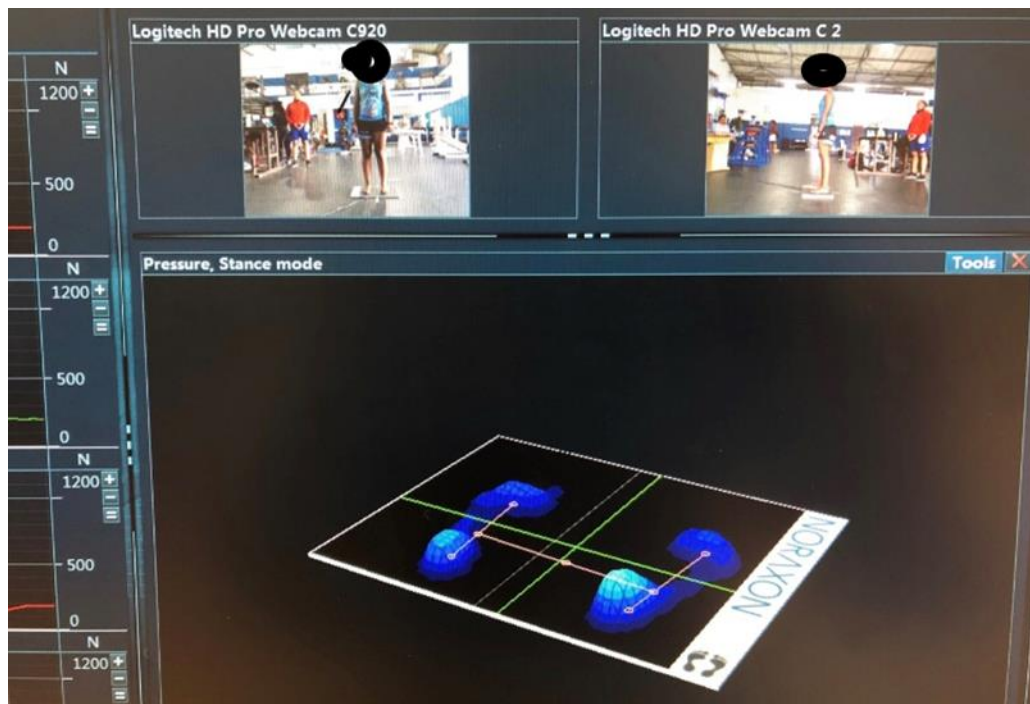 Logitech HD Pro Webcam C920
Logitech HD Pro Webcam C 2
N
1200
500
0
N
1200
500
0
N
1200
500
0
N
1200
Pressure, Stance mode
Tools
NORAXON